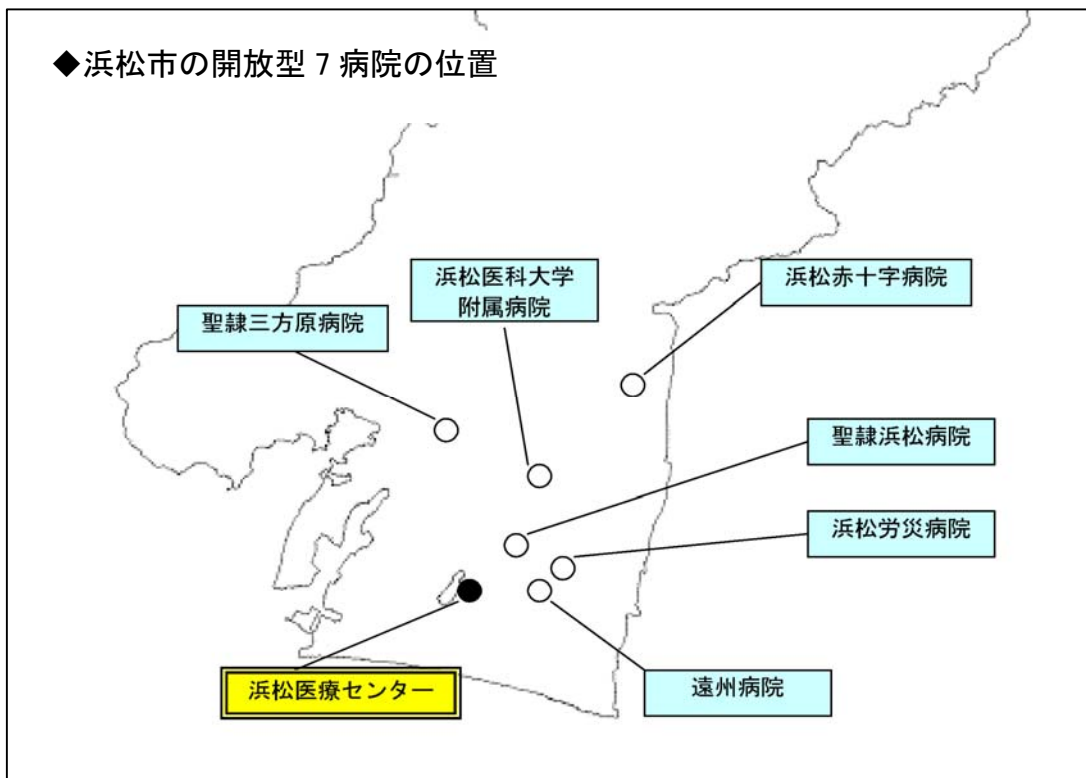 ◆浜松市の開放型 7 病院の位置
浜松医科大学
附属病院
浜松赤十字病院
聖隷三方原病院
聖隷浜松病院
浜松労災病院
浜松医療センター
遠州病院